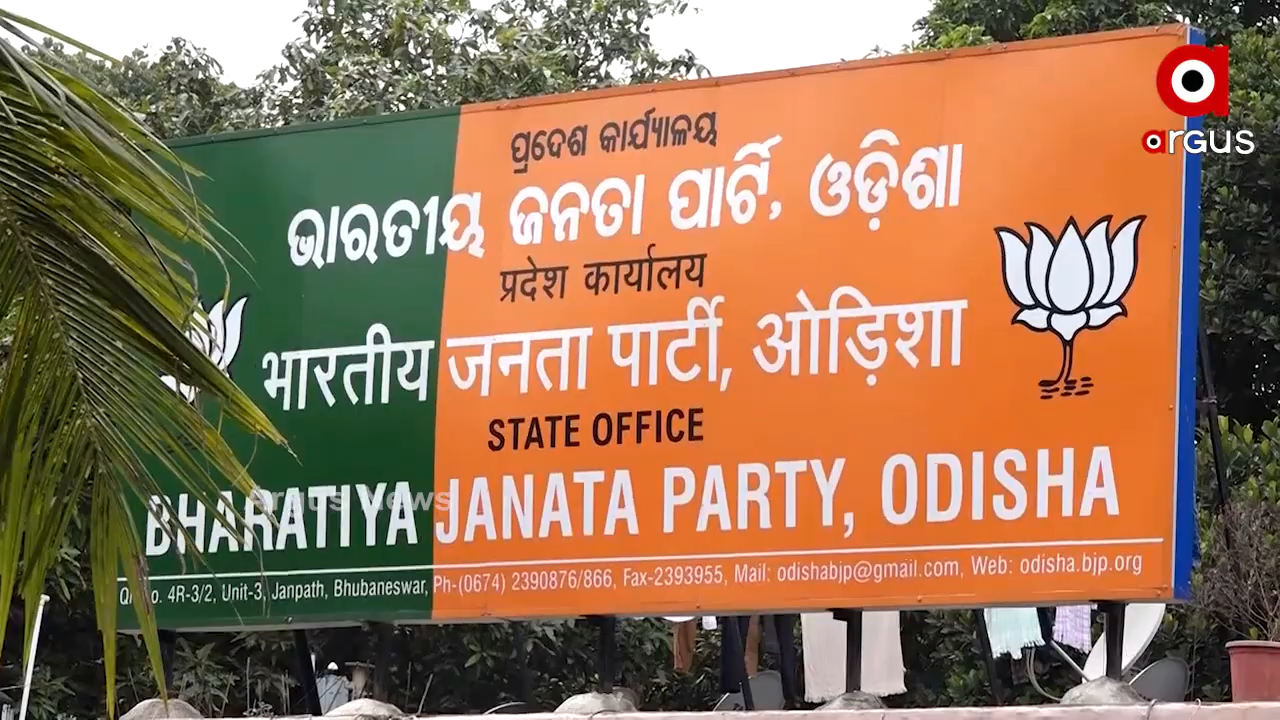 argus
ପ୍ରଦେଶ କାର୍ଯ୍ୟାଳୟ
ଭାରତୀୟ ଜନତା ପାର୍ଟି, ଓଡ଼ିଶା
प्रदेश कार्यालय
भारतीय जनता पार्टी, ओड़िशा
STATE OFFICE
BHARATIYA JANATA PARTY, ODISHA
Argus News
4R-3/2, Unit-3, Janpath, Bhubaneswar, Ph-(0674) 2390876/866, Fax-2393955, Mail: odishabjp@gmail.com, Web: odisha.bjp.org